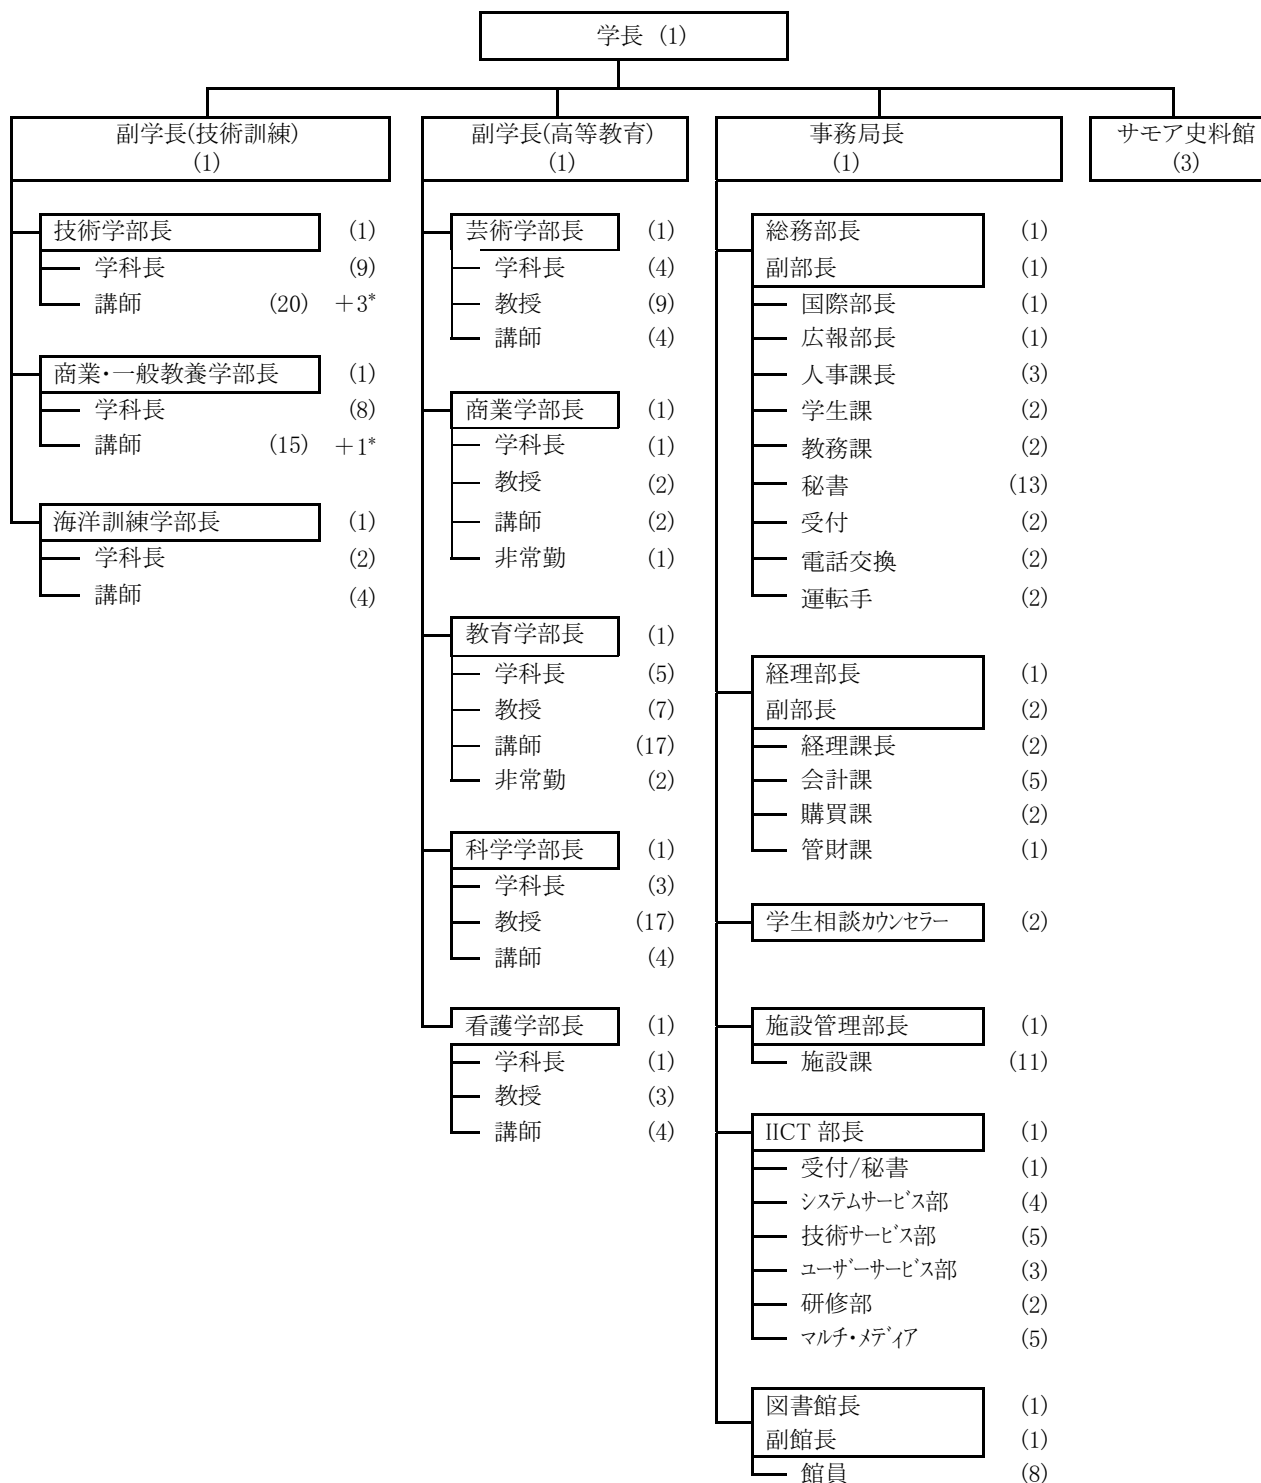 学長 (1)
副学長(技術訓練)
(1)
技術学部長 (1)
学科長 (9)
講師 (20) +3*
商業・一般教養学部長 (1)
学科長 (8)
講師 (15) +1*
海洋訓練学部長 (1)
学科長 (2)
講師 (4)
副学長(高等教育)
(1)
芸術学部長 (1)
学科長 (4)
教授 (9)
講師 (4)
商業学部長 (1)
学科長 (1)
教授 (2)
講師 (2)
非常勤 (1)
教育学部長 (1)
学科長 (5)
教授 (7)
講師 (17)
非常勤 (2)
科学学部長 (1)
学科長 (3)
教授 (17)
講師 (4)
看護学部長 (1)
学科長 (1)
教授 (3)
講師 (4)
事務局長
(1)
総務部長 (1)
副部長 (1)
国際部長 (1)
広報部長 (1)
人事課長 (3)
学生課 (2)
教務課 (2)
秘書 (13)
受付 (2)
電話交換 (2)
運転手 (2)
経理部長 (1)
副部長 (2)
経理課長 (2)
会計課 (5)
購買課 (2)
管財課 (1)
学生相談ｶｳﾝｾﾗｰ (2)
施設管理部長 (1)
施設課 (11)
IICT 部長 (1)
受付/秘書 (1)
ｼｽﾃﾑｻｰﾋﾞｽ部 (4)
技術ｻｰﾋﾞｽ部 (5)
ﾕｰｻﾞｰｻｰﾋﾞｽ部 (3)
研修部 (2)
ﾏﾙﾁ・ﾒﾃﾞｨｱ (5)
図書館長 (1)
副館長 (1)
館員 (8)
サモア史料館
(3)